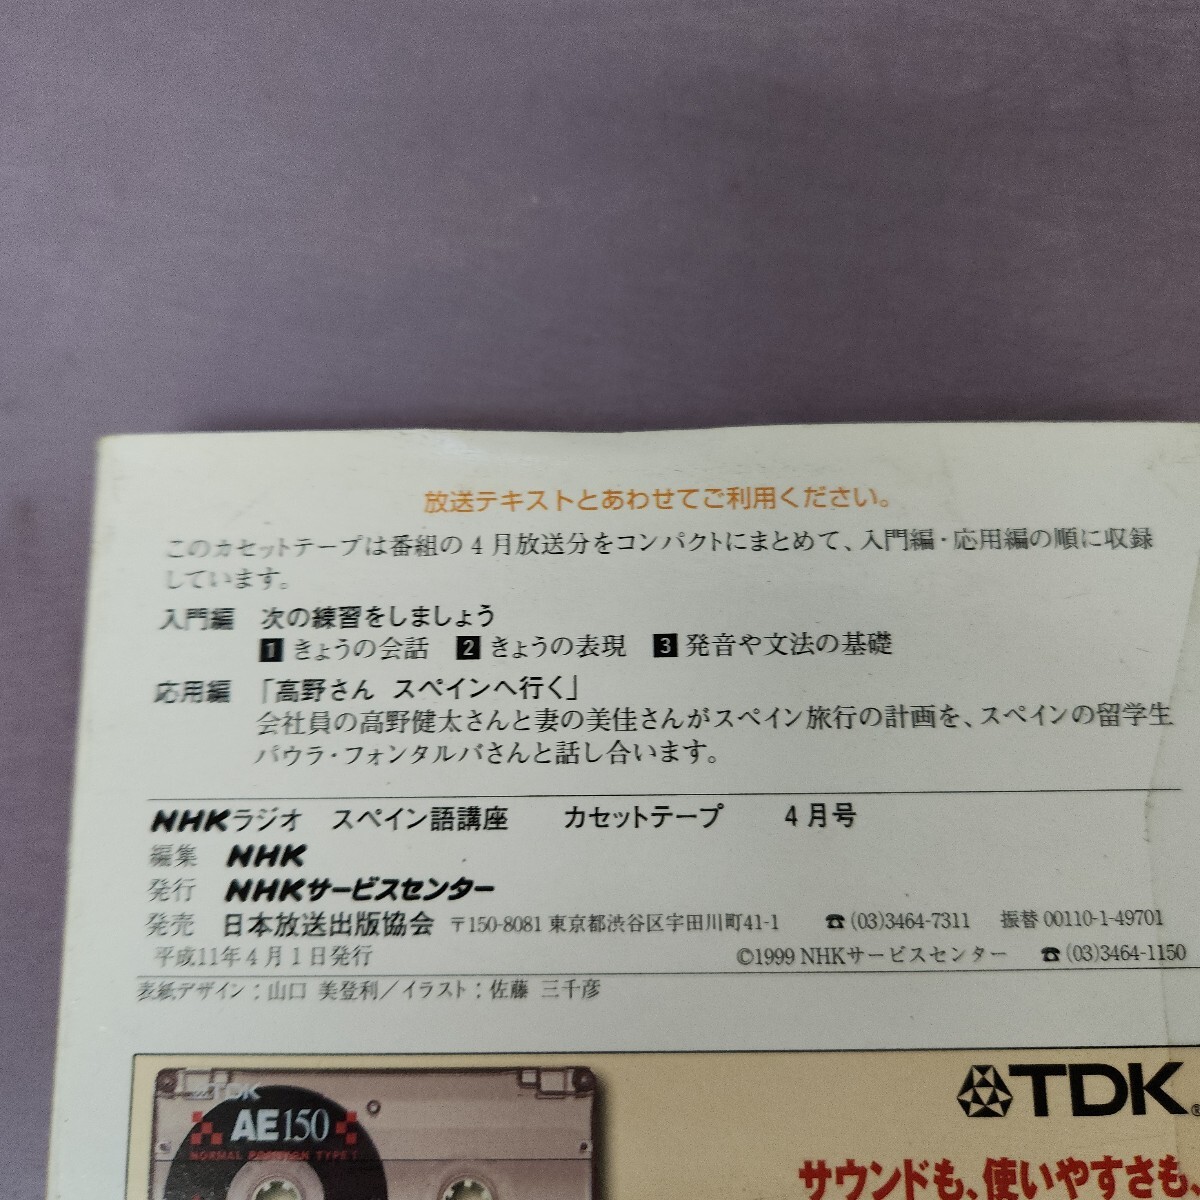 放送テキストとあわせてご利用ください。
このカセットテープは番組の4月放送分をコンパクトにまとめて、入門編・応用編の順に収録
しています。
入門編 次の練習をしましょう
1 きょうの会話 2 きょうの表現 3 発音や文法の基礎
応用編 「高野さん スペインへ行く」
会社員の高野健太さんと妻の美佳さんがスペイン旅行の計画を、スペインの留学生
パウラ・フォンタルバさんと話し合います。
NHKラジオ スペイン語講座 カセットテープ 4月号
編集 NHK
発行 NHKサービスセンター
発売 日本放送出版協会 〒150-8081 東京都渋谷区宇田川町41-1 ☎(03)3464-7311 振替 00110-1-49701
平成11年4月1日発行 ©1999 NHKサービスセンター ☎(03)3464-1150
表紙デザイン；山口 美登利／イラスト；佐藤 三千彦
TDK
AE150
NORMAL POSITION TYPE I
TDK®
サウンドも、使いやすさも、